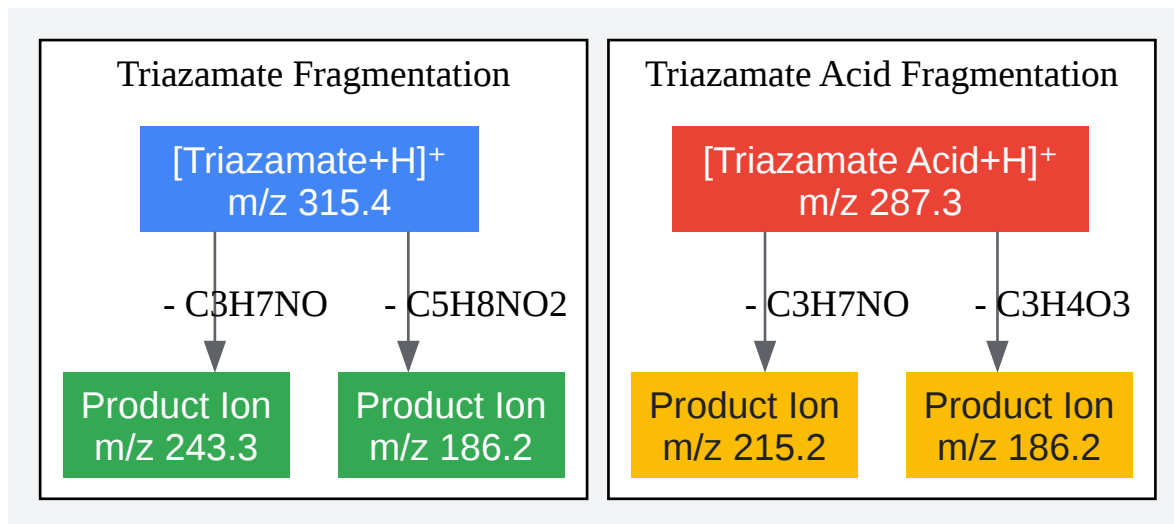 Triazamate Fragmentation
[Triazamate+H]⁺
m/z 315.4
- C3H7NO
- C5H8NO2
Product Ion
m/z 243.3
Product Ion
m/z 186.2
Triazamate Acid Fragmentation
[Triazamate Acid+H]⁺
m/z 287.3
- C3H7NO
- C3H4O3
Product Ion
m/z 215.2
Product Ion
m/z 186.2